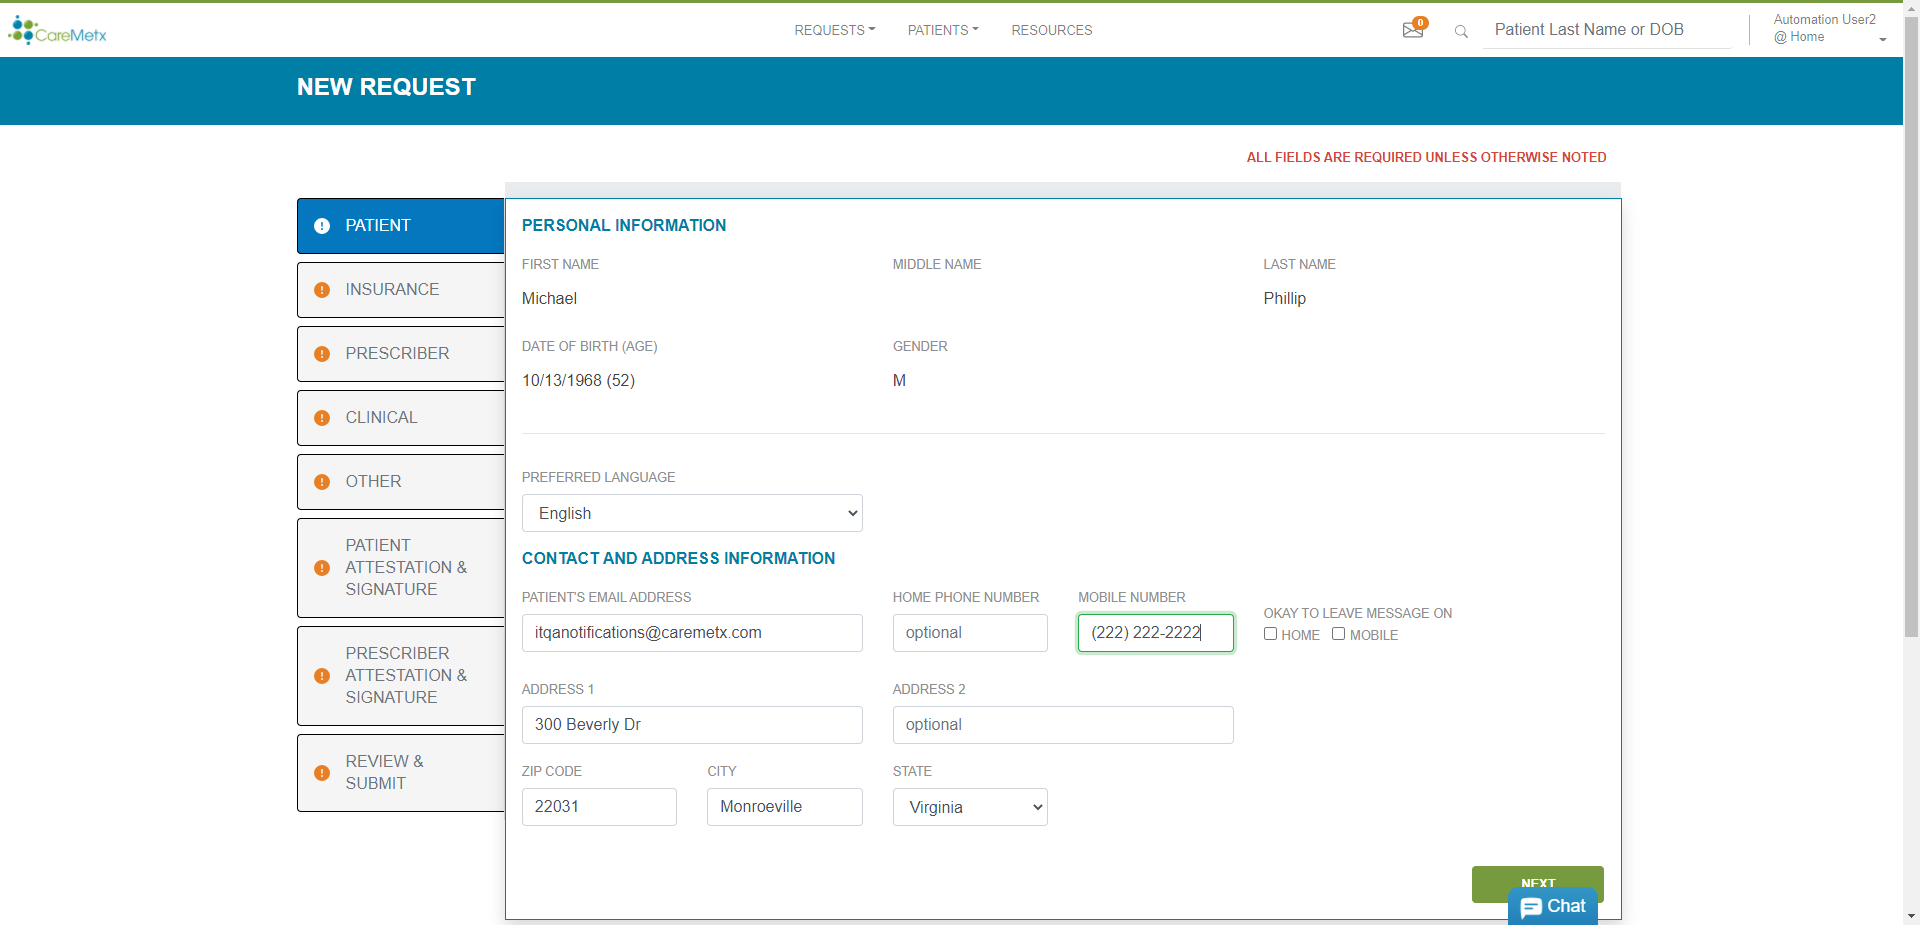 CareMetx
REQUESTS PATIENTS RESOURCES
0
Patient Last Name or DOB
Automation User2
@ Home
NEW REQUEST
ALL FIELDS ARE REQUIRED UNLESS OTHERWISE NOTED
PATIENT
INSURANCE
PRESCRIBER
CLINICAL
OTHER
PATIENT
ATTESTATION &
SIGNATURE
PRESCRIBER
ATTESTATION &
SIGNATURE
REVIEW &
SUBMIT
PERSONAL INFORMATION
FIRST NAME MIDDLE NAME LAST NAME
Michael Phillip
DATE OF BIRTH (AGE) GENDER
10/13/1968 (52) M
PREFERRED LANGUAGE
English
CONTACT AND ADDRESS INFORMATION
PATIENT'S EMAIL ADDRESS HOME PHONE NUMBER MOBILE NUMBER
OKAY TO LEAVE MESSAGE ON
itqanotifications@caremetx.com optional (222) 222-2222
HOME MOBILE
ADDRESS 1 ADDRESS 2
300 Beverly Dr optional
ZIP CODE CITY STATE
22031 Monroeville Virginia
NEXT
Chat